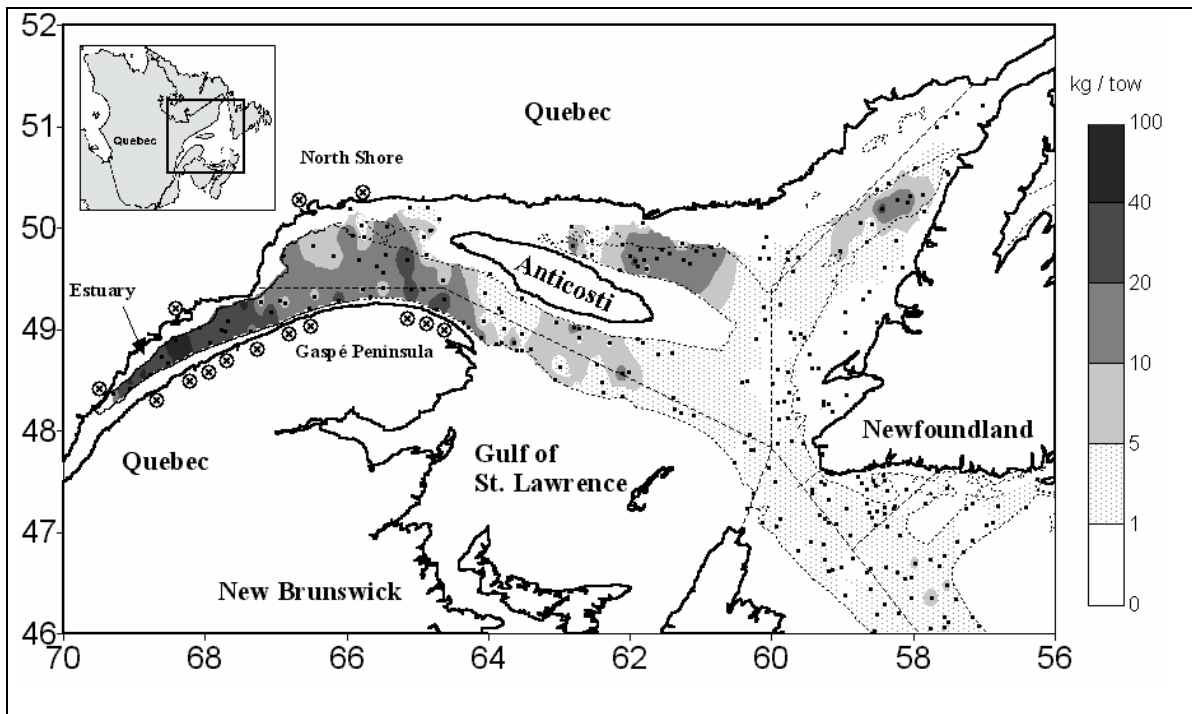 52
51
50
49
48
47
46
70
68
66
64
62
60
58
56
Quebec
Quebec
North Shore
Estuary
Anticosti
Gaspé Peninsula
Quebec
Gulf of
St. Lawrence
Newfoundland
New Brunswick
kg / tow
100
40
20
10
5
1
0